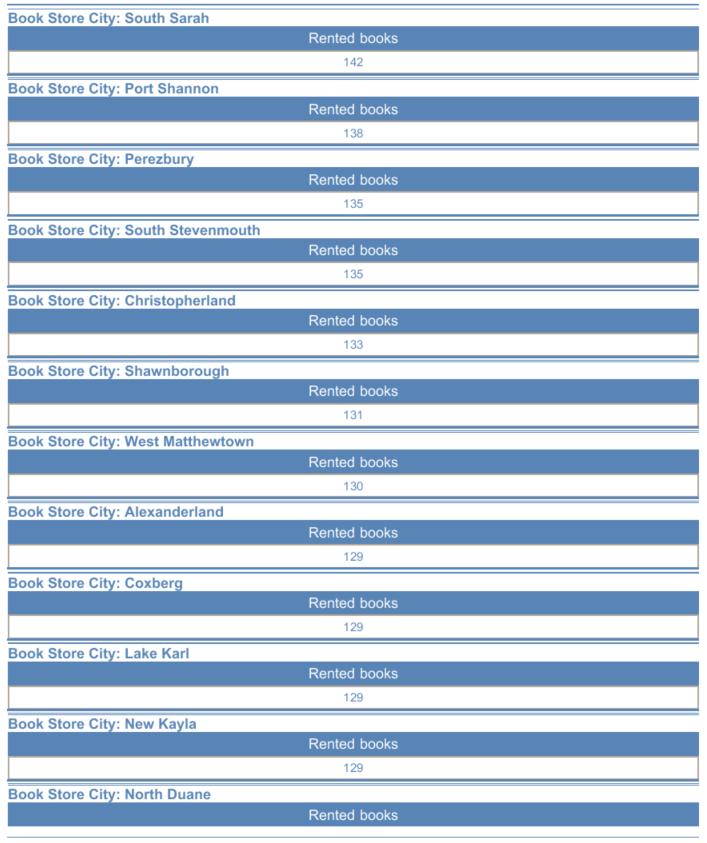 Book Store City: South Sarah
Rented books
142
Book Store City: Port Shannon
Rented books
138
Book Store City: Perezbury
Rented books
135
Book Store City: South Stevenmouth
Rented books
135
Book Store City: Christopherland
Rented books
133
Book Store City: Shawnborough
Rented books
131
Book Store City: West Matthewtown
Rented books
130
Book Store City: Alexanderland
Rented books
129
Book Store City: Coxberg
Rented books
129
Book Store City: Lake Karl
Rented books
129
Book Store City: New Kayla
Rented books
129
Book Store City: North Duane
Rented books